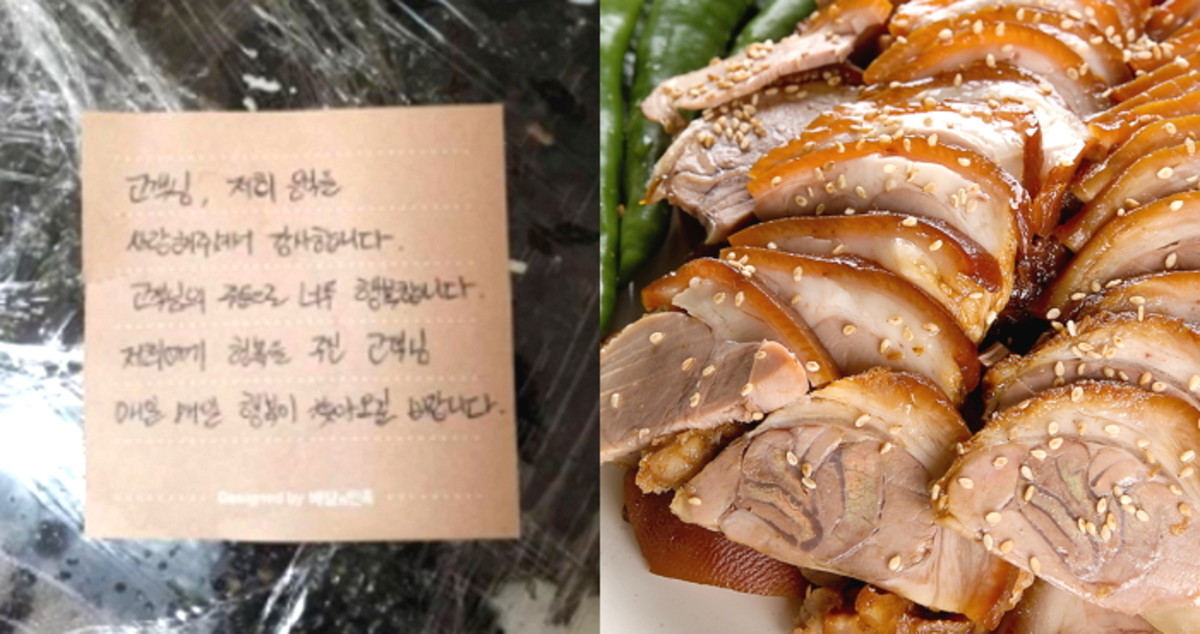 고객님, 저희 음식을
사랑해주셔서 감사합니다.
고객님의 주문으로 너무 행복합니다.
저희에게 행복을 주신 고객님
매일 매일 행복이 찾아오길 바랍니다.
Designed by 배달의민족